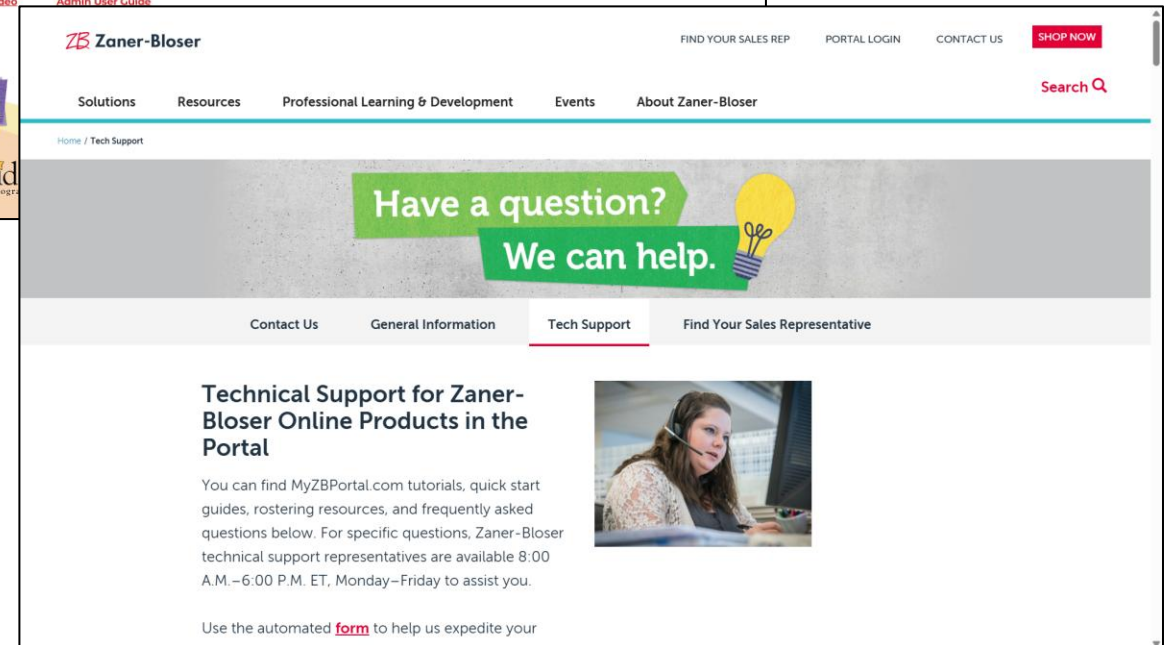 Admin User Guide
ZB Zaner-Bloser
FIND YOUR SALES REP PORTAL LOGIN CONTACT US SHOP NOW
Search
Solutions Resources Professional Learning & Development Events About Zaner-Bloser
Home / Tech Support
Have a question?
We can help.
Contact Us General Information Tech Support Find Your Sales Representative
Technical Support for Zaner-
Bloser Online Products in the
Portal
You can find MyZBPortal.com tutorials, quick start
guides, rostering resources, and frequently asked
questions below. For specific questions, Zaner-Bloser
technical support representatives are available 8:00
A.M.–6:00 P.M. ET, Monday–Friday to assist you.
Use the automated form to help us expedite your